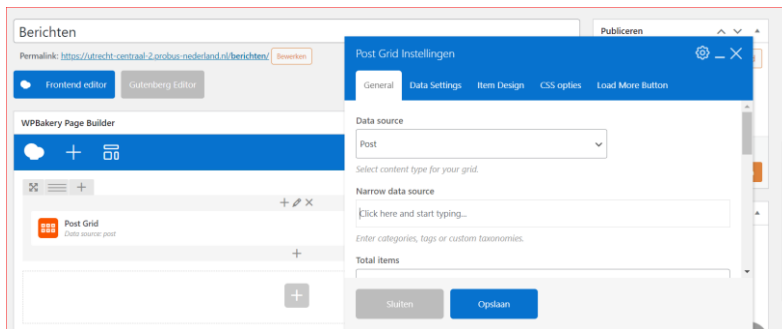 Berichten
Permalink: https://utrecht-centraal-2.probus-nederland.nl/berichten/ Bewerken
Frontend editor Gutenberg Editor
WPBakery Page Builder
Post Grid
Data source: post
Publiceren
Post Grid Instellingen
General Data Settings Item Design CSS opties Load More Button
Data source
Post
Select content type for your grid.
Narrow data source
Click here and start typing...
Enter categories, tags or custom taxonomies.
Total items
Sluiten Opslaan